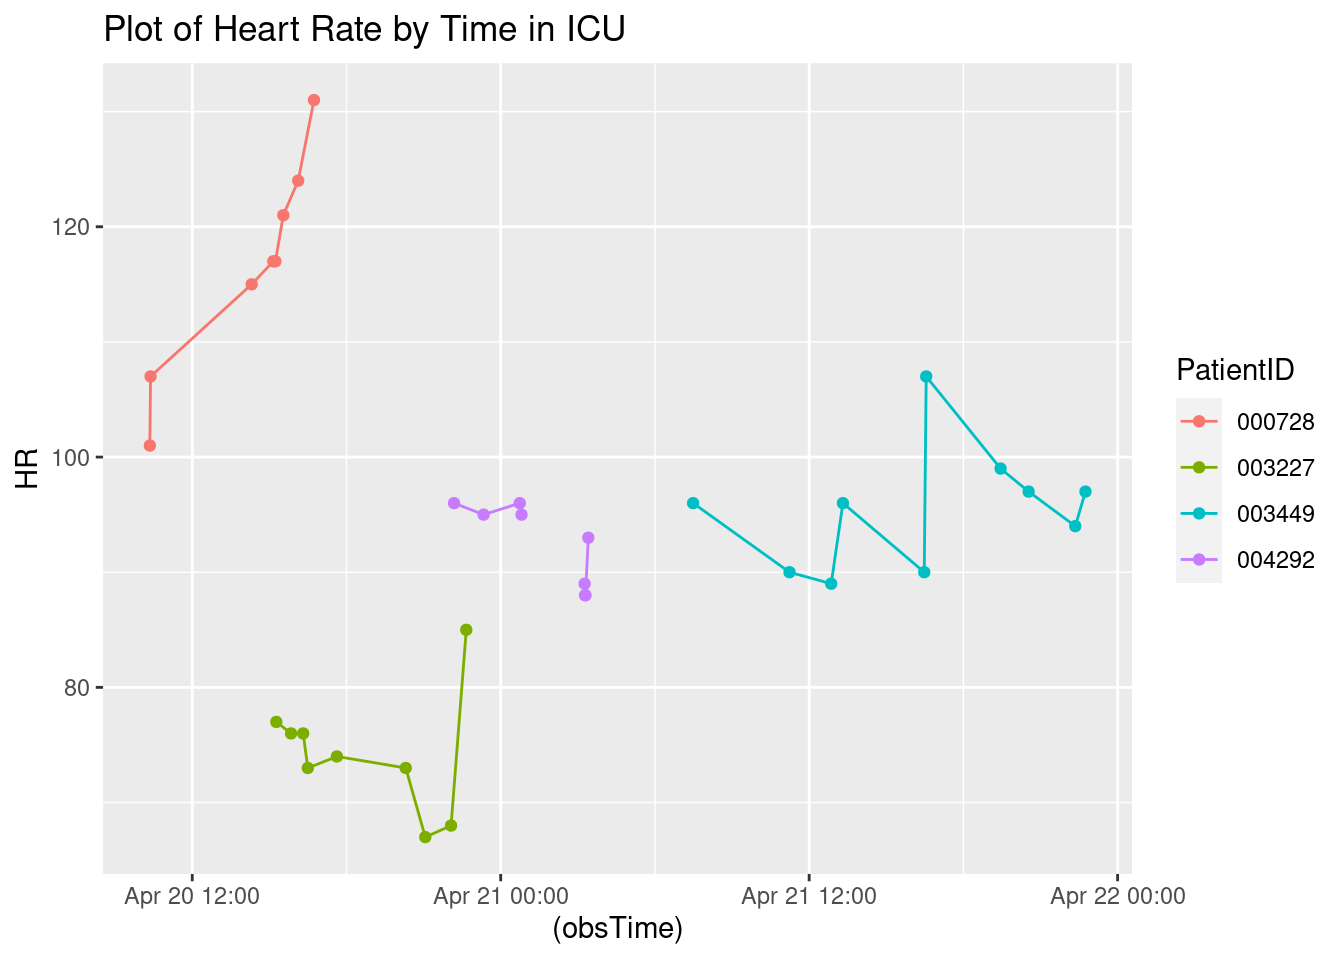 Plot of Heart Rate by Time in ICU
120
100
80
HR
Apr 20 12:00
Apr 21 00:00
Apr 21 12:00
Apr 22 00:00
(obsTime)
PatientID
000728
003227
003449
004292